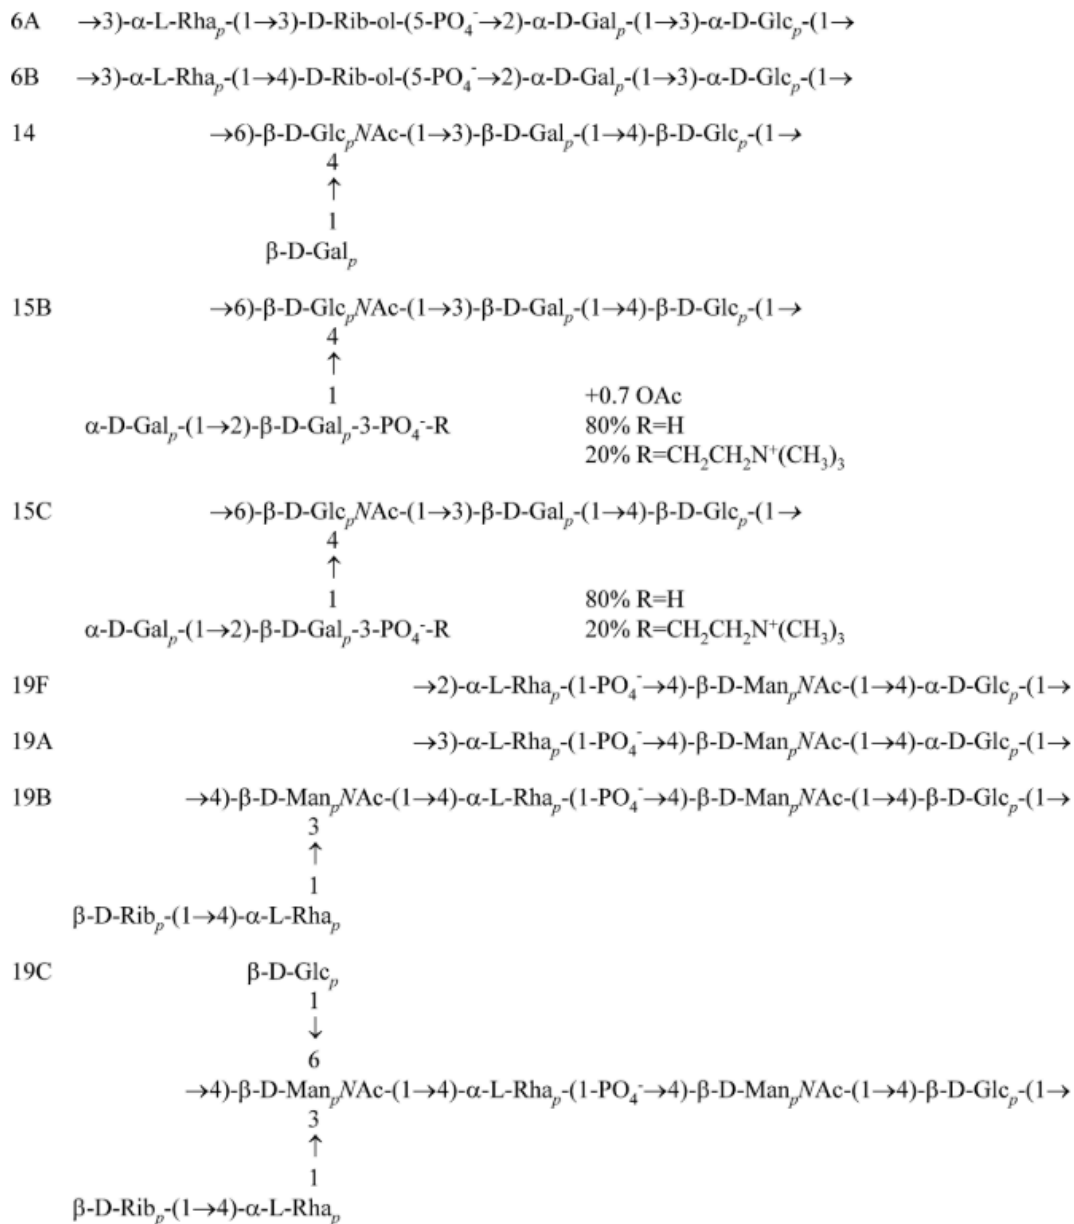 6A →3)-α-L-Rhap-(1→3)-D-Rib-ol-(5-PO4-→2)-α-D-Galp-(1→3)-α-D-Glcp-(1→
6B →3)-α-L-Rhap-(1→4)-D-Rib-ol-(5-PO4-→2)-α-D-Galp-(1→3)-α-D-Glcp-(1→
14 →6)-β-D-GlcpNAc-(1→3)-β-D-Galp-(1→4)-β-D-Glcp-(1→
4
↑
1
β-D-Galp
15B →6)-β-D-GlcpNAc-(1→3)-β-D-Galp-(1→4)-β-D-Glcp-(1→
4
↑
1 +0.7 OAc
α-D-Galp-(1→2)-β-D-Galp-3-PO4--R 80% R=H
20% R=CH2CH2N+(CH3)3
15C →6)-β-D-GlcpNAc-(1→3)-β-D-Galp-(1→4)-β-D-Glcp-(1→
4
↑
1 80% R=H
α-D-Galp-(1→2)-β-D-Galp-3-PO4--R 20% R=CH2CH2N+(CH3)3
19F →2)-α-L-Rhap-(1-PO4-→4)-β-D-ManpNAc-(1→4)-α-D-Glcp-(1→
19A →3)-α-L-Rhap-(1-PO4-→4)-β-D-ManpNAc-(1→4)-α-D-Glcp-(1→
19B →4)-β-D-ManpNAc-(1→4)-α-L-Rhap-(1-PO4-→4)-β-D-ManpNAc-(1→4)-β-D-Glcp-(1→
3
↑
1
β-D-Ribp-(1→4)-α-L-Rhap
19C β-D-Glcp
1
↓
6
→4)-β-D-ManpNAc-(1→4)-α-L-Rhap-(1-PO4-→4)-β-D-ManpNAc-(1→4)-β-D-Glcp-(1→
3
↑
1
β-D-Ribp-(1→4)-α-L-Rhap